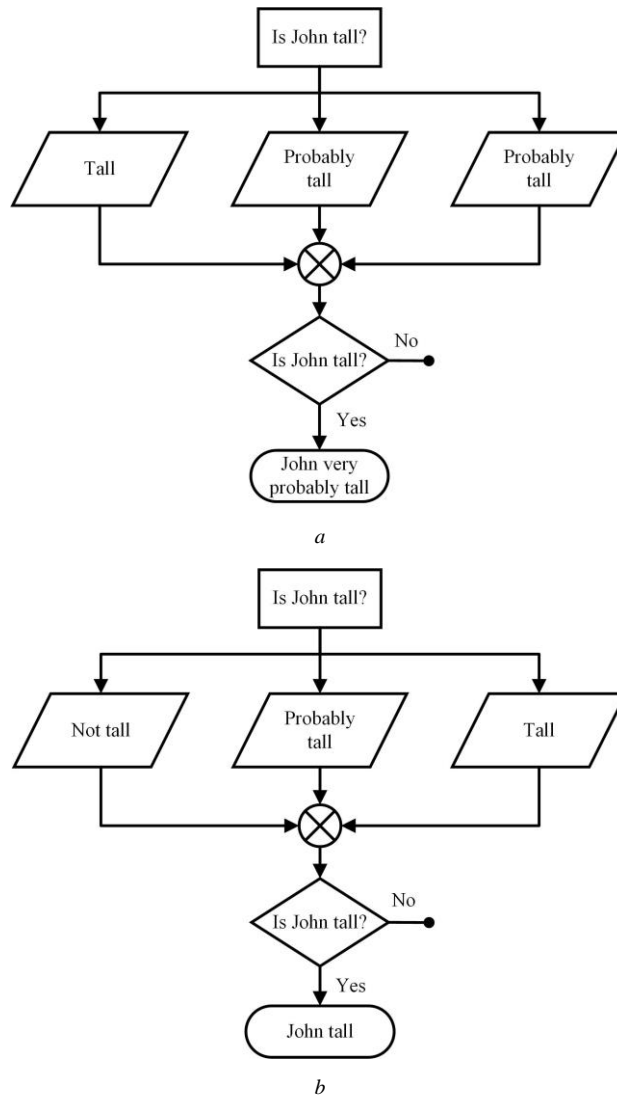 Is John tall?
Tall
Probably
tall
Probably
tall
Is John tall?
No
Yes
John very
probably tall
a
Is John tall?
Not tall
Probably
tall
Tall
Is John tall?
No
Yes
John tall
b